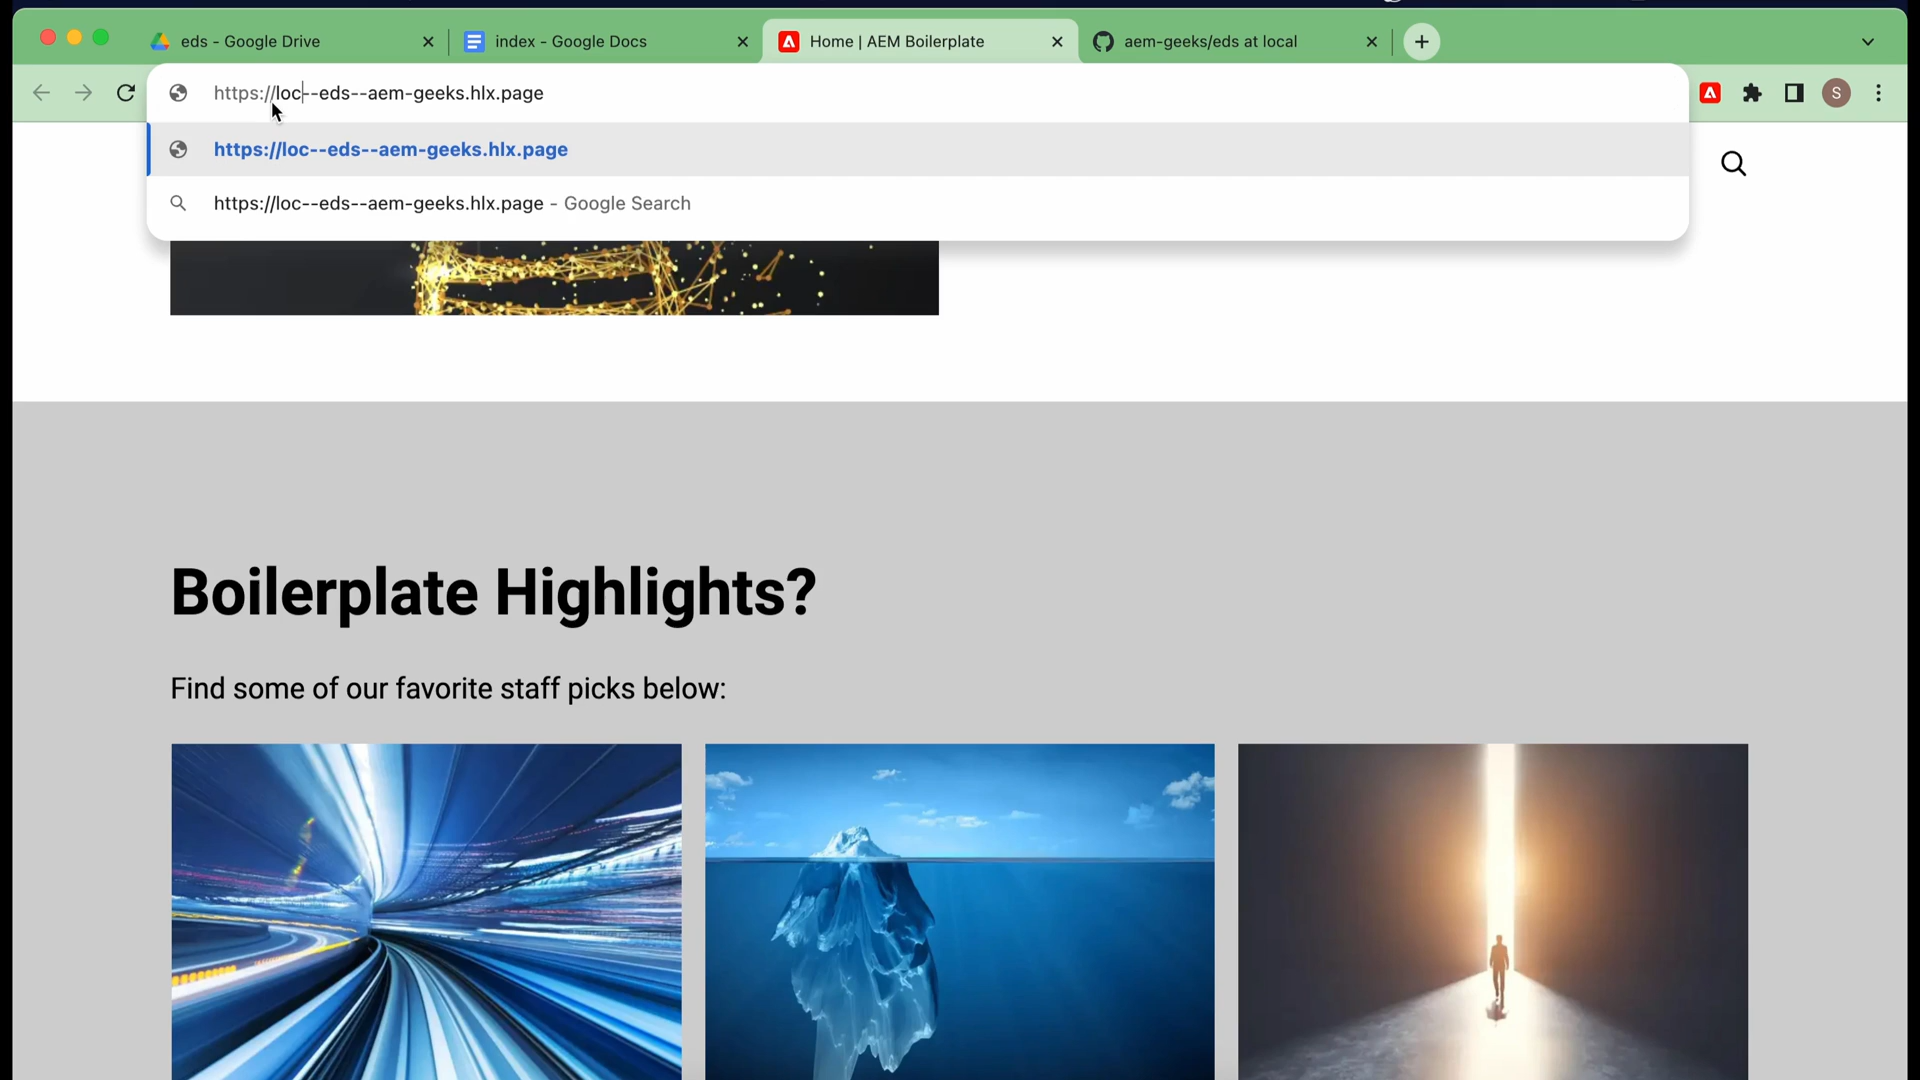 eds - Google Drive
index - Google Docs
Home | AEM Boilerplate
aem-geeks/eds at local
https://loc--eds--aem-geeks.hlx.page
S
https://loc--eds--aem-geeks.hlx.page
https://loc--eds--aem-geeks.hlx.page - Google Search
Boilerplate Highlights?
Find some of our favorite staff picks below: